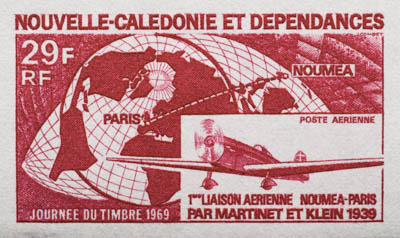 NOUVELLE-CALEDONIE ET DEPENDANCES
29F
RF
NOUMEA
PARIS
POSTE AERIENNE
1ère LIAISON AERIENNE NOUMEA-PARIS
PAR MARTINET ET KLEIN 1939
JOURNEE DU TIMBRE 1969